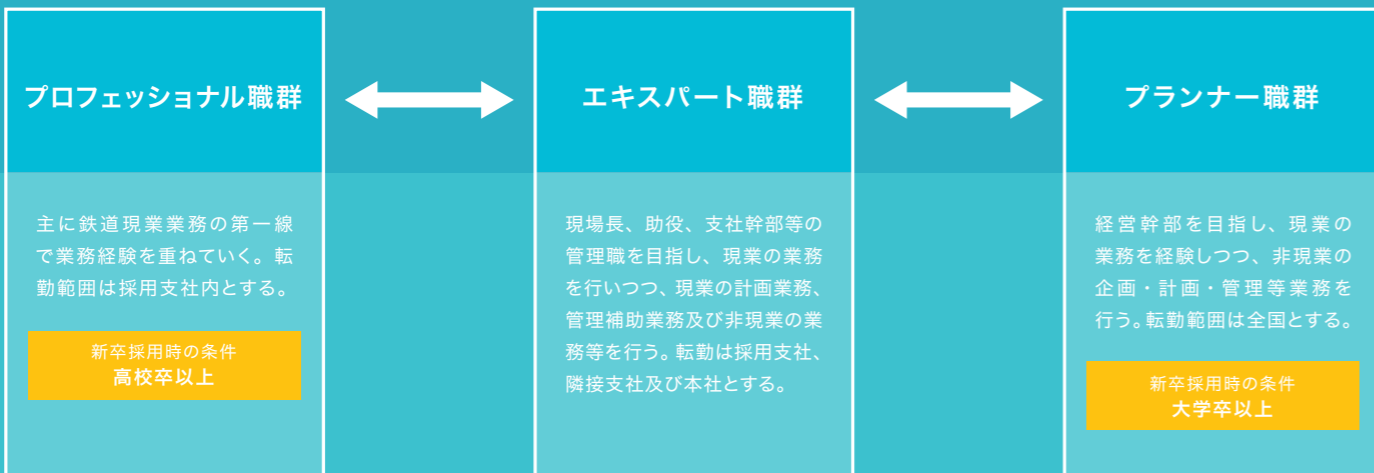 プロフェッショナル職群
主に鉄道現業業務の第一線
で業務経験を重ねていく。転
勤範囲は採用支社内とする。
新卒採用時の条件
高校卒以上
エキスパート職群
現場長、助役、支社幹部等の
管理職を目指し、現業の業務
を行いつつ、現業の計画業務、
管理補助業務及び非現業の業
務等を行う。転勤は採用支社、
隣接支社及び本社とする。
プランナー職群
経営幹部を目指し、現業の
業務を経験しつつ、非現業の
企画・計画・管理等業務を
行う。転勤範囲は全国とする。
新卒採用時の条件
大学卒以上